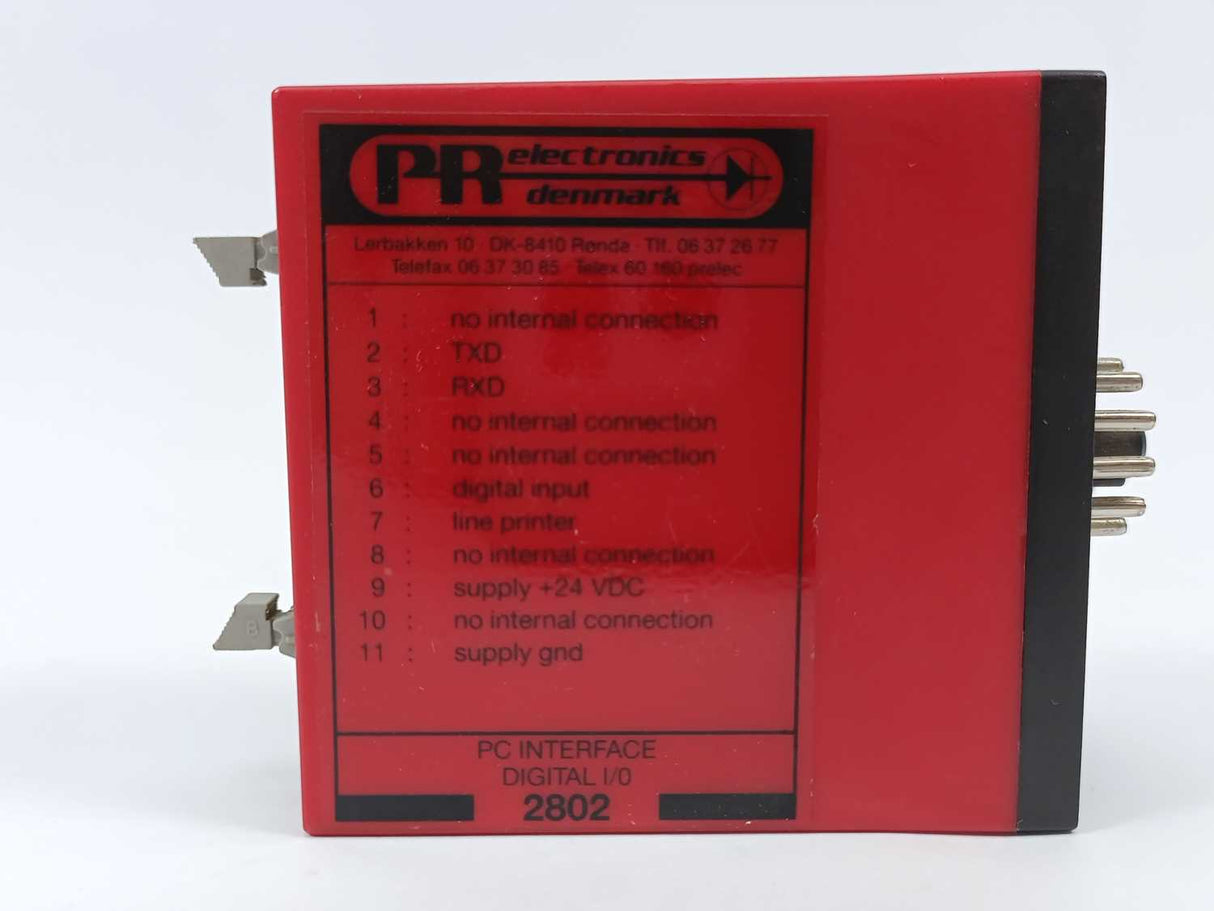 PR electronics
denmark
Lerbakken 10 · DK-8410 Rønde · Tlf. 06 37 26 77
Telefax 06 37 30 85 · Telex 60 160 prelec
1 : no internal connection
2 : TXD
3 : RXD
4 : no internal connection
5 : no internal connection
6 : digital input
7 : line printer
8 : no internal connection
9 : supply +24 VDC
10 : no internal connection
11 : supply gnd
PC INTERFACE
DIGITAL I/0
2802
8